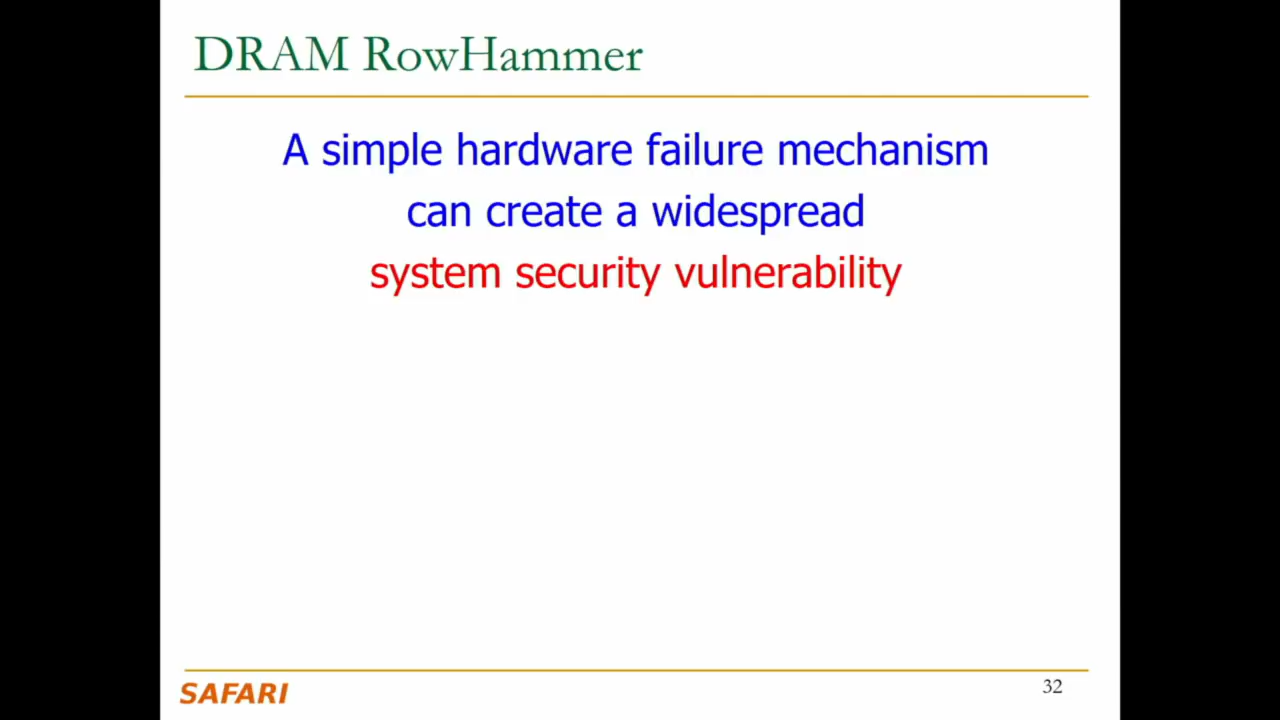 DRAM RowHammer
A simple hardware failure mechanism
can create a widespread
system security vulnerability
SAFARI
32